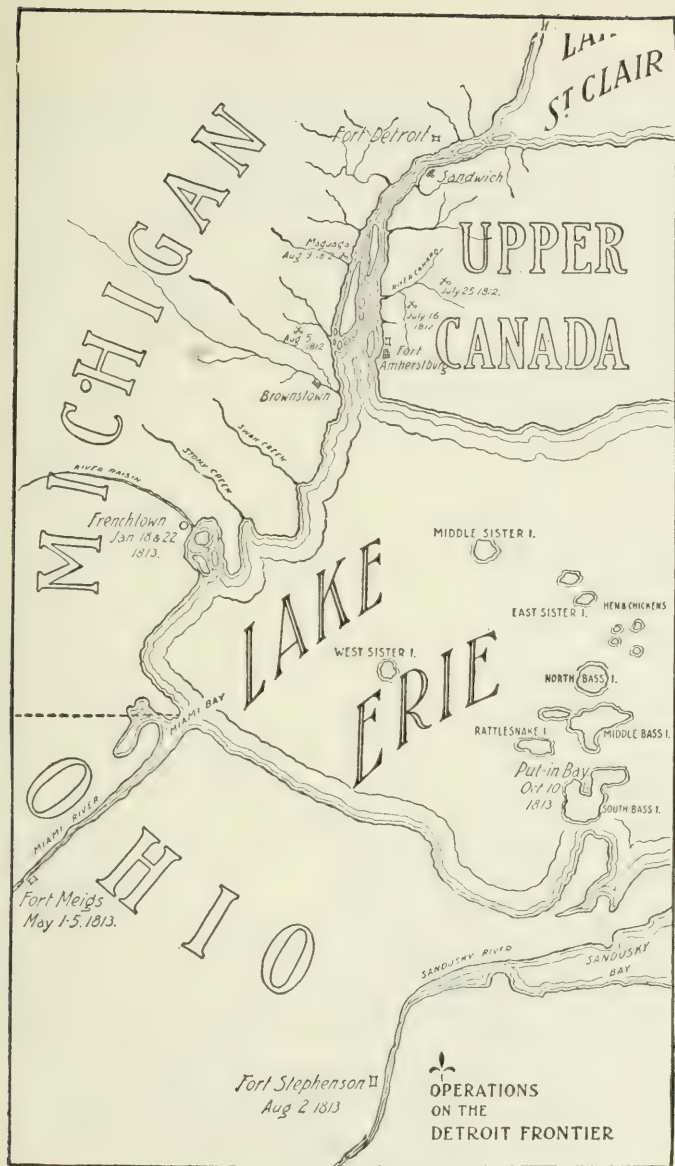 ST CLAIR
MICHIGAN
Fort Detroit
Sandwich
UPPER
CANADA
Maguaga
Aug 9 1812
RIVER CANARD
July 25 1812.
July 16
1812
Aug 5
1812
Fort
Amherstburg
Brownstown
SWAN CREEK
STONY CREEK
RIVER RAISIN
Frenchtown
Jan 18 & 22
1813.
LAKE
ERIE
MIDDLE SISTER I.
EAST SISTER I.
HEN & CHICKENS
WEST SISTER I.
NORTH BASS I.
RATTLESNAKE I
MIDDLE BASS I.
Put-in Bay
Oct 10
1813
SOUTH BASS I.
MIAMI BAY
OHIO
MIAMI RIVER
Fort Meigs
May 1-5. 1813.
SANDUSKY RIVER
SANDUSKY
BAY
Fort Stephenson
Aug 2 1813
OPERATIONS
ON THE
DETROIT FRONTIER